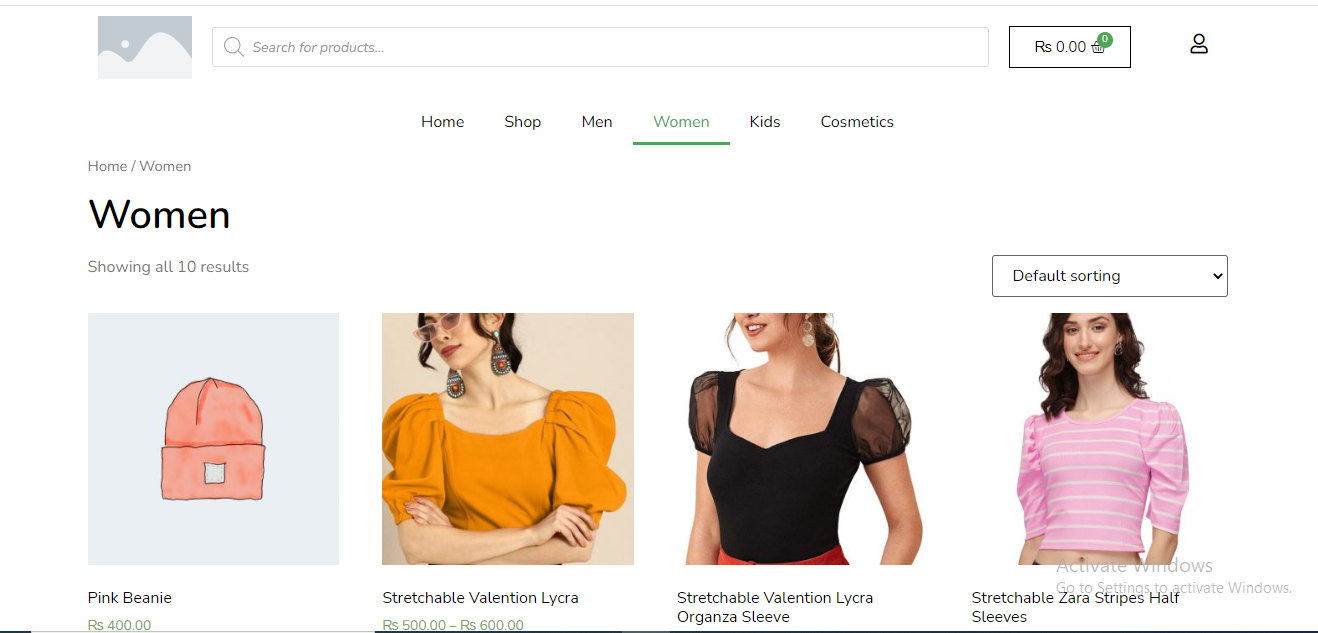 Search for products...
₨ 0.00
0
Home
Shop
Men
Women
Kids
Cosmetics
Home / Women
Women
Showing all 10 results
Default sorting
Pink Beanie
₨ 400.00
Stretchable Valention Lycra
₨ 500.00 – ₨ 600.00
Stretchable Valention Lycra
Organza Sleeve
Stretchable Zara Stripes Half
Sleeves
Activate Windows
Go to Settings to activate Windows.